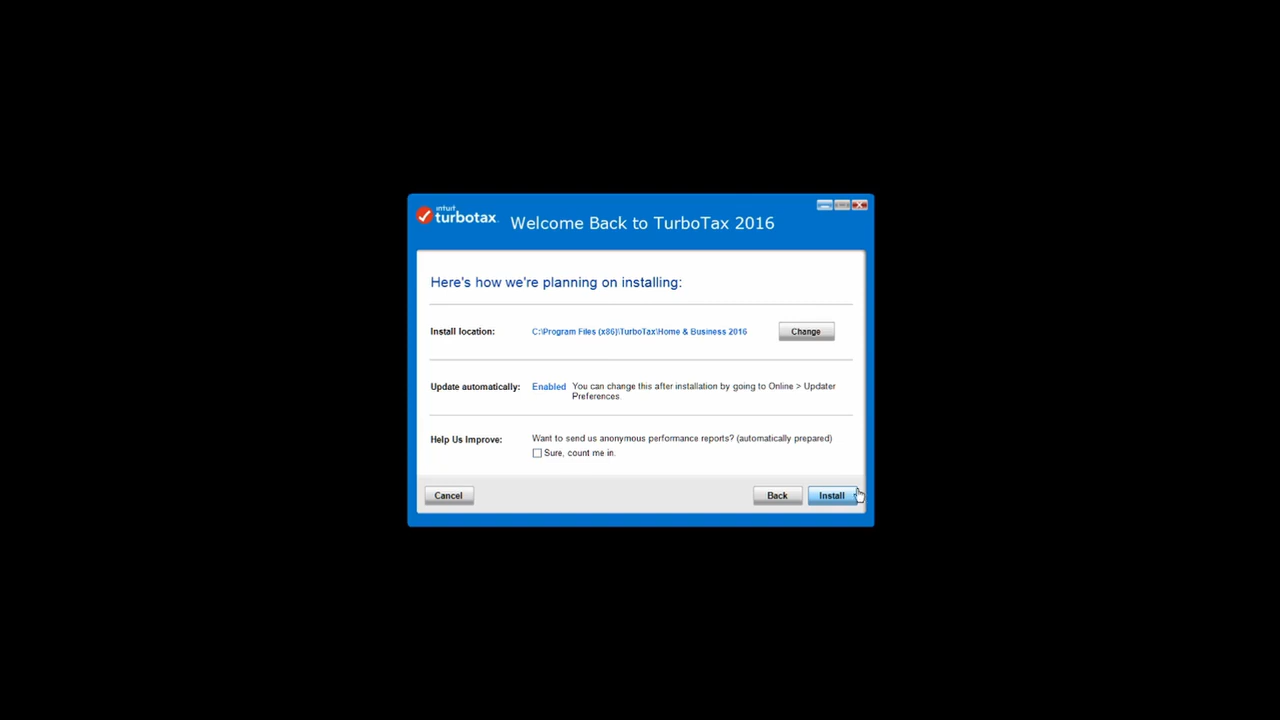 intuit
turbotax.
Welcome Back to TurboTax 2016
Here's how we're planning on installing:
Install location: C:\Program Files (x86)\TurboTax\Home & Business 2016 Change
Update automatically: Enabled You can change this after installation by going to Online > Updater
Preferences.
Help Us Improve: Want to send us anonymous performance reports? (automatically prepared)
Sure, count me in.
Cancel Back Install